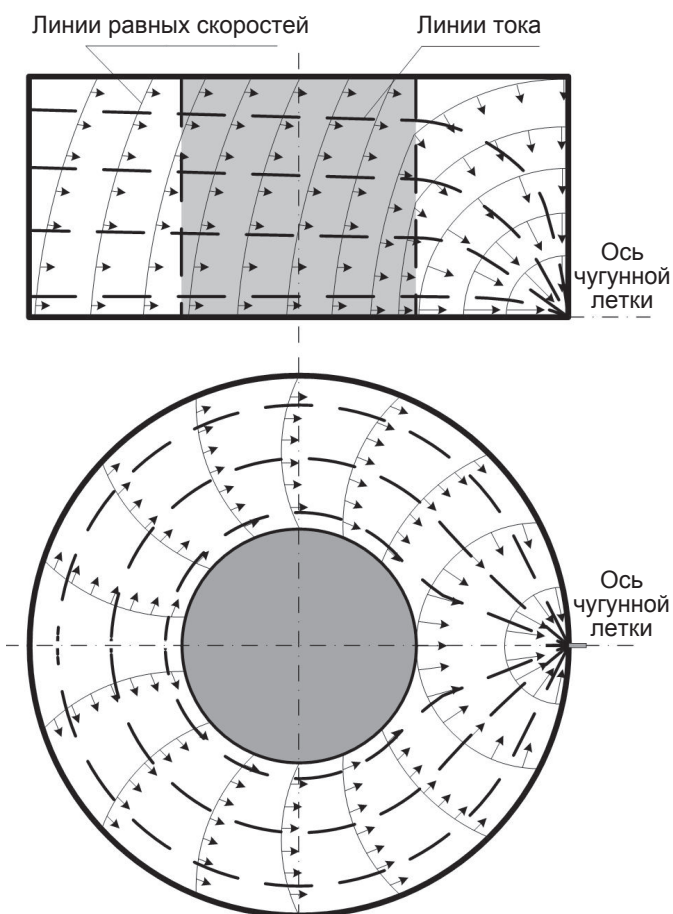 Линии равных скоростей
Линии тока
Ось
чугунной
летки
Ось
чугунной
летки